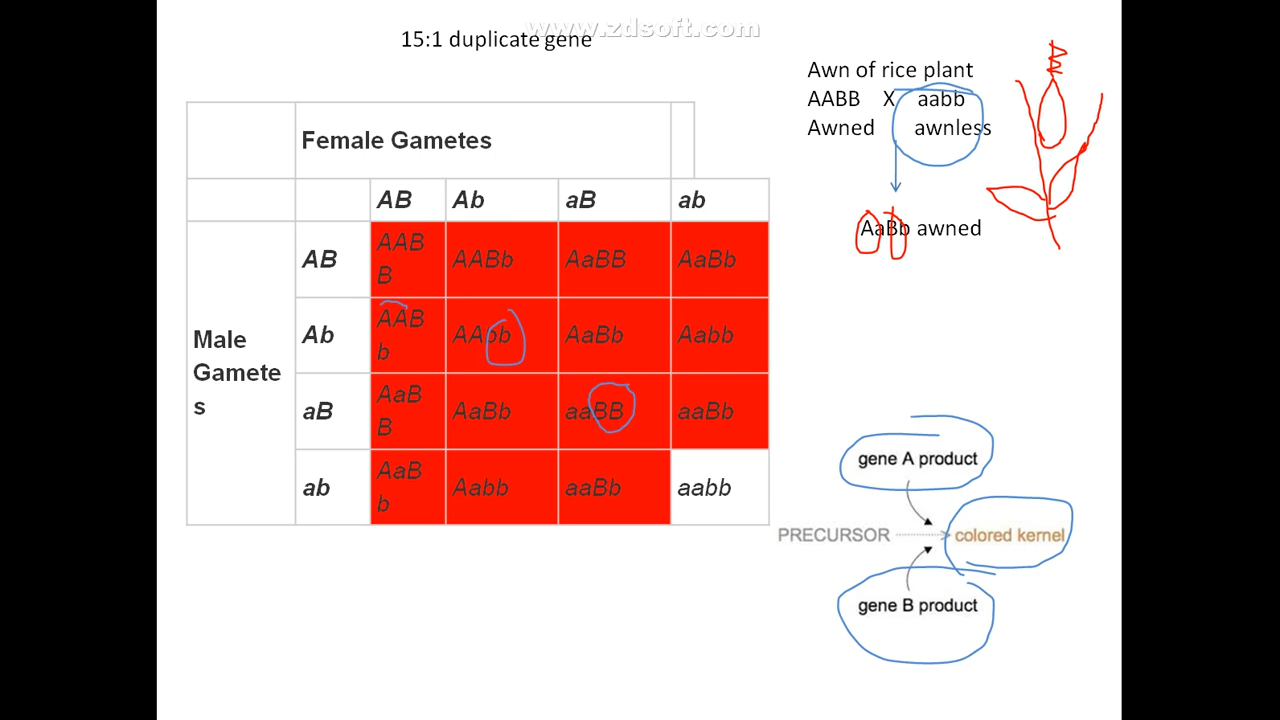 www.zdsoft.com
15:1 duplicate gene
Awn of rice plant
AABB X aabb
Awned awnless
AaBb awned
Female Gametes
AB Ab aB ab
Male
Gamete
s
AB
AAB
B
AABb
AaBB
AaBb
Ab
AAB
b
AAbb
AaBb
Aabb
aB
AaB
B
AaBb
aaBB
aaBb
ab
AaB
b
Aabb
aaBb
aabb
gene A product
PRECURSOR colored kernel
gene B product